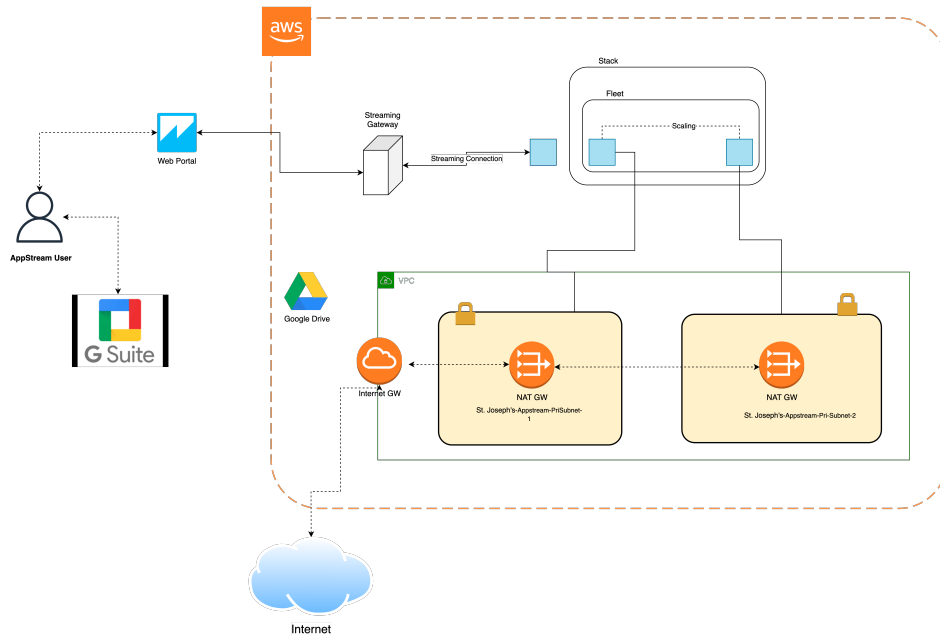 aws
Stack
Fleet
Scaling
Streaming
Gateway
Streaming Connection
Web Portal
AppStream User
G Suite
Google Drive
VPC
Internet GW
NAT GW
St. Joseph's-Appstream-PriSubnet-
1
NAT GW
St. Joseph's-Appstream-Pri-Subnet-2
Internet